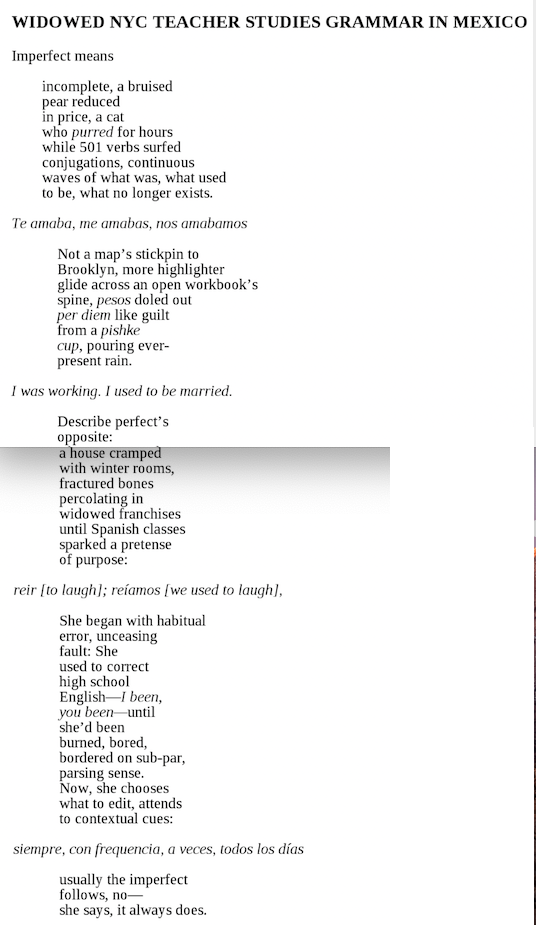 WIDOWED NYC TEACHER STUDIES GRAMMAR IN MEXICO
Imperfect means
incomplete, a bruised
pear reduced
in price, a cat
who purred for hours
while 501 verbs surfed
conjugations, continuous
waves of what was, what used
to be, what no longer exists.
Te amaba, me amabas, nos amabamos
Not a map’s stickpin to
Brooklyn, more highlighter
glide across an open workbook’s
spine, pesos doled out
per diem like guilt
from a pishke
cup, pouring ever-
present rain.
I was working. I used to be married.
Describe perfect’s
opposite:
a house cramped
with winter rooms,
fractured bones
percolating in
widowed franchises
until Spanish classes
sparked a pretense
of purpose:
reir [to laugh]; reíamos [we used to laugh],
She began with habitual
error, unceasing
fault: She
used to correct
high school
English—I been,
you been—until
she’d been
burned, bored,
bordered on sub-par,
parsing sense.
Now, she chooses
what to edit, attends
to contextual cues:
siempre, con frequencia, a veces, todos los días
usually the imperfect
follows, no—
she says, it always does.